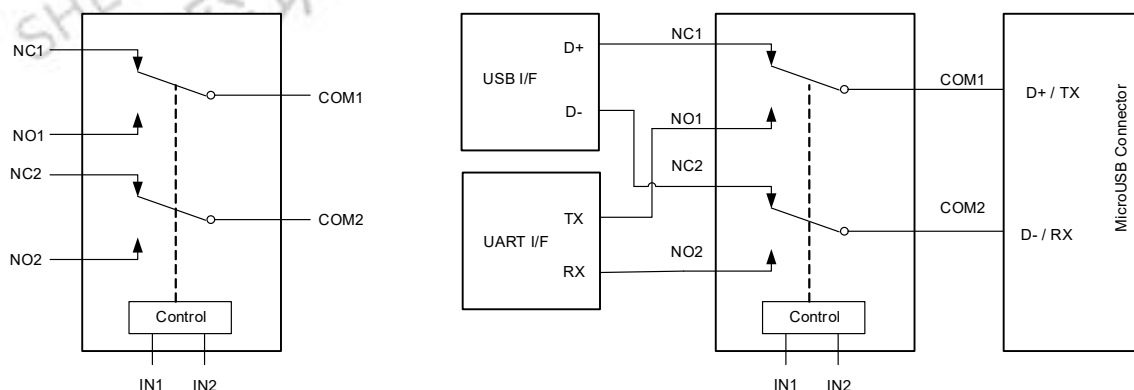 NC1
COM1
NO1
NC2
COM2
NO2
Control
IN1 IN2
USB I/F
D+
D-
UART I/F
TX
RX
NC1
NO1
NC2
NO2
Control
IN1 IN2
COM1
COM2
D+ / TX
D- / RX
MicroUSB Connector